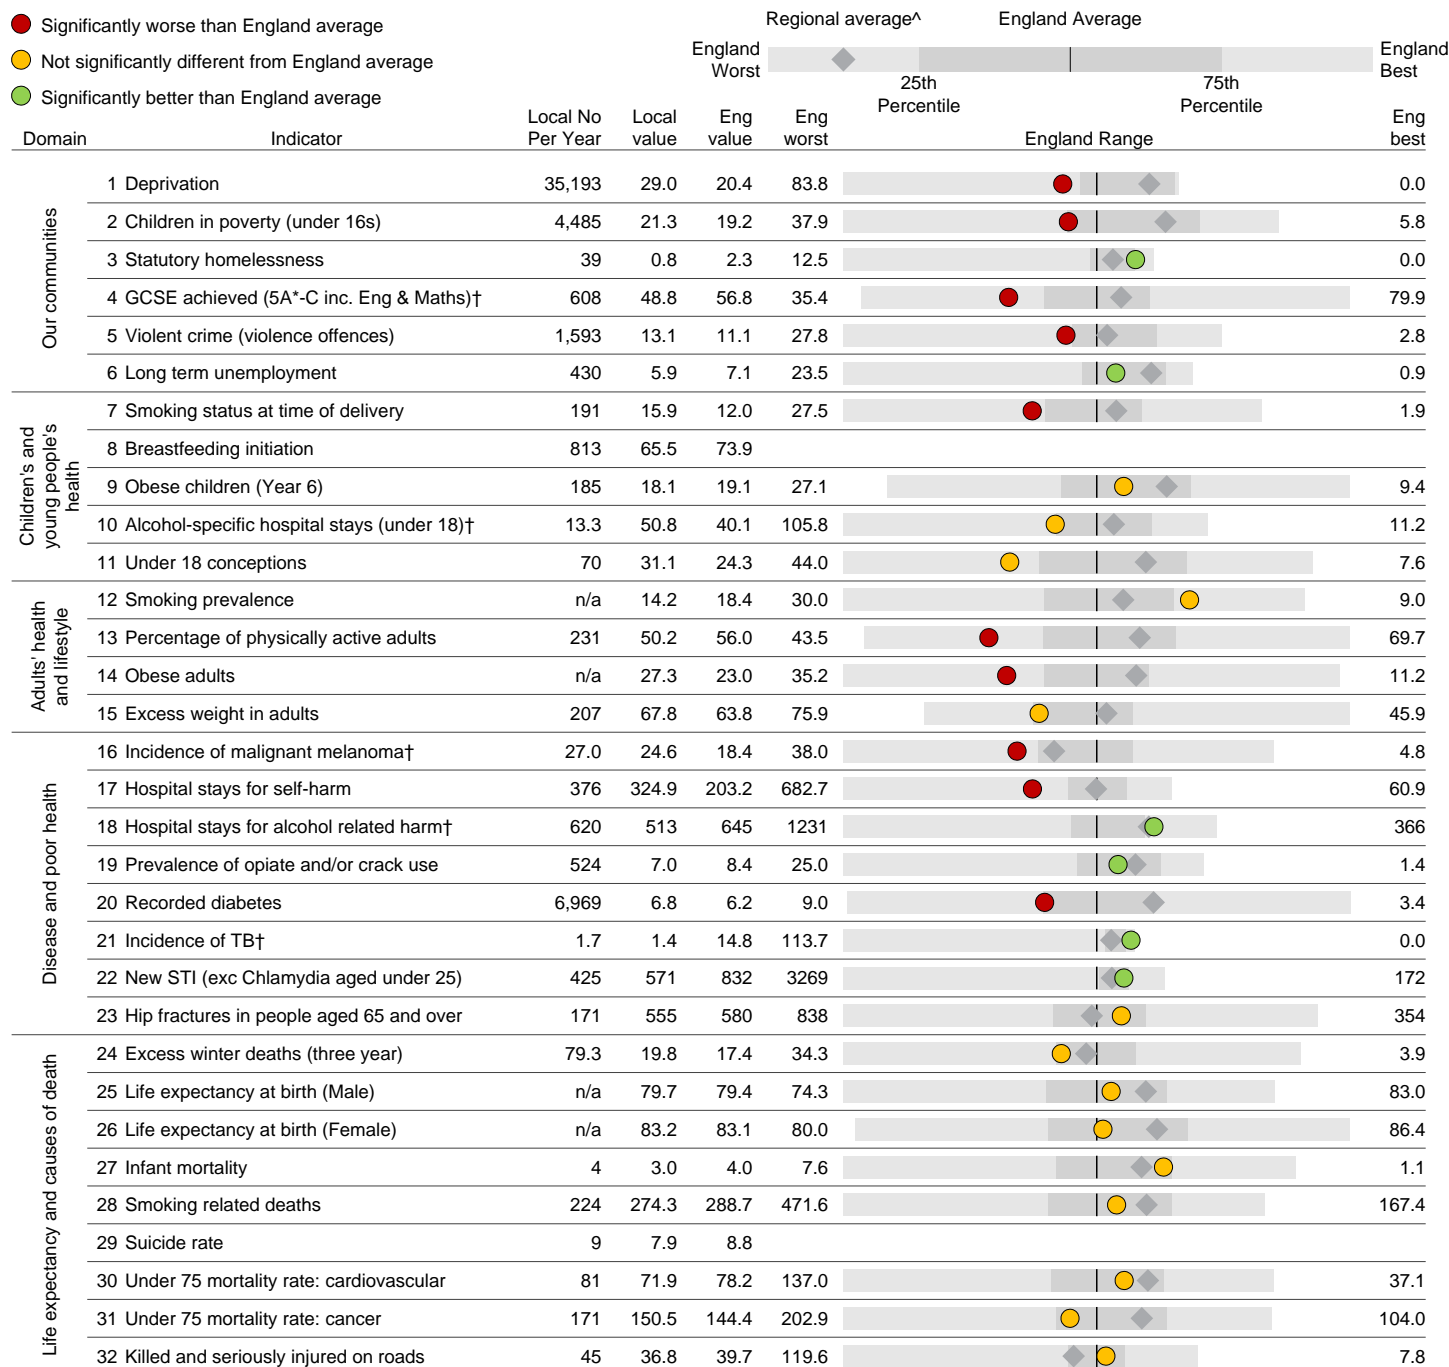 Significantly worse than England average
Not significantly different from England average
Significantly better than England average
Regional average^ England Average
England Worst
England Best
25th Percentile
75th Percentile
Domain Indicator Local No Per Year Local value Eng value Eng worst England Range Eng best
Our communities
1 Deprivation 35,193 29.0 20.4 83.8 0.0
2 Children in poverty (under 16s) 4,485 21.3 19.2 37.9 5.8
3 Statutory homelessness 39 0.8 2.3 12.5 0.0
4 GCSE achieved (5A*-C inc. Eng & Maths)† 608 48.8 56.8 35.4 79.9
5 Violent crime (violence offences) 1,593 13.1 11.1 27.8 2.8
6 Long term unemployment 430 5.9 7.1 23.5 0.9
Children's and young people's health
7 Smoking status at time of delivery 191 15.9 12.0 27.5 1.9
8 Breastfeeding initiation 813 65.5 73.9
9 Obese children (Year 6) 185 18.1 19.1 27.1 9.4
10 Alcohol-specific hospital stays (under 18)† 13.3 50.8 40.1 105.8 11.2
11 Under 18 conceptions 70 31.1 24.3 44.0 7.6
Adults' health and lifestyle
12 Smoking prevalence n/a 14.2 18.4 30.0 9.0
13 Percentage of physically active adults 231 50.2 56.0 43.5 69.7
14 Obese adults n/a 27.3 23.0 35.2 11.2
15 Excess weight in adults 207 67.8 63.8 75.9 45.9
Disease and poor health
16 Incidence of malignant melanoma† 27.0 24.6 18.4 38.0 4.8
17 Hospital stays for self-harm 376 324.9 203.2 682.7 60.9
18 Hospital stays for alcohol related harm† 620 513 645 1231 366
19 Prevalence of opiate and/or crack use 524 7.0 8.4 25.0 1.4
20 Recorded diabetes 6,969 6.8 6.2 9.0 3.4
21 Incidence of TB† 1.7 1.4 14.8 113.7 0.0
22 New STI (exc Chlamydia aged under 25) 425 571 832 3269 172
23 Hip fractures in people aged 65 and over 171 555 580 838 354
Life expectancy and causes of death
24 Excess winter deaths (three year) 79.3 19.8 17.4 34.3 3.9
25 Life expectancy at birth (Male) n/a 79.7 79.4 74.3 83.0
26 Life expectancy at birth (Female) n/a 83.2 83.1 80.0 86.4
27 Infant mortality 4 3.0 4.0 7.6 1.1
28 Smoking related deaths 224 274.3 288.7 471.6 167.4
29 Suicide rate 9 7.9 8.8
30 Under 75 mortality rate: cardiovascular 81 71.9 78.2 137.0 37.1
31 Under 75 mortality rate: cancer 171 150.5 144.4 202.9 104.0
32 Killed and seriously injured on roads 45 36.8 39.7 119.6 7.8